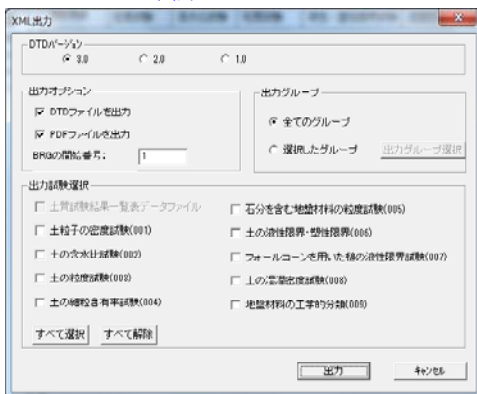 XML出力
DTDバージョン
3.0
2.0
1.0
出力オプション
DTDファイルを出力
PDFファイルを出力
BRGの開始番号:
1
出力グループ
全てのグループ
選択したグループ
出力グループ選択
出力試験選択
土質試験結果一覧表データファイル
土粒子の密度試験(001)
土の含水比試験(002)
土の粒度試験(003)
土の細粒分含有率試験(004)
石分を含む地盤材料の粒度試験(005)
土の液性限界・塑性限界(006)
フォールコーンを用いた土の液性限界試験(007)
土の湿潤密度試験(008)
地盤材料の工学的分類(009)
すべて選択
すべて解除
出力
キャンセル